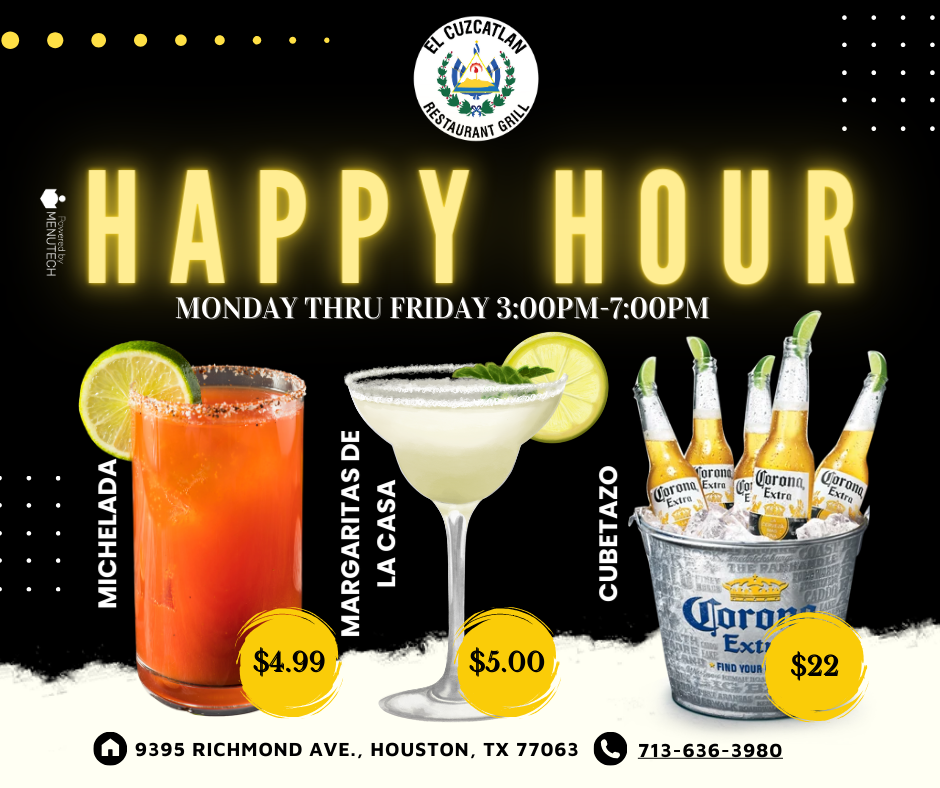 EL CUZCATLAN
RESTAURANT GRILL
HAPPY HOUR
Powered by
MENUTECH
MONDAY THRU FRIDAY 3:00PM-7:00PM
MICHELADA
$4.99
MARGARITAS DE
LA CASA
$5.00
CUBETAZO
Corona
Extra
Corona
Extra
Corona
Extra
Corona
Extra
Corona
Extra
FIND YOUR
$22
9395 RICHMOND AVE., HOUSTON, TX 77063
713-636-3980